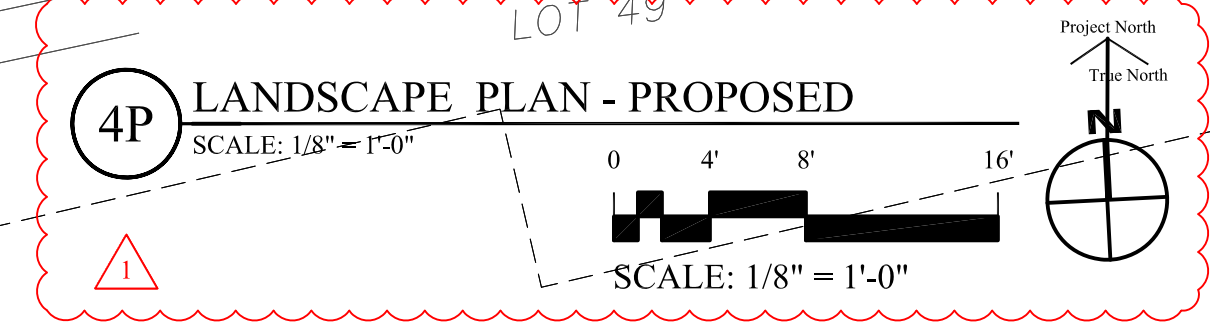 LOT 49
Project North
True North
N
4P
LANDSCAPE PLAN - PROPOSED
SCALE: 1/8" = 1'-0"
0 4' 8' 16'
SCALE: 1/8" = 1'-0"
1